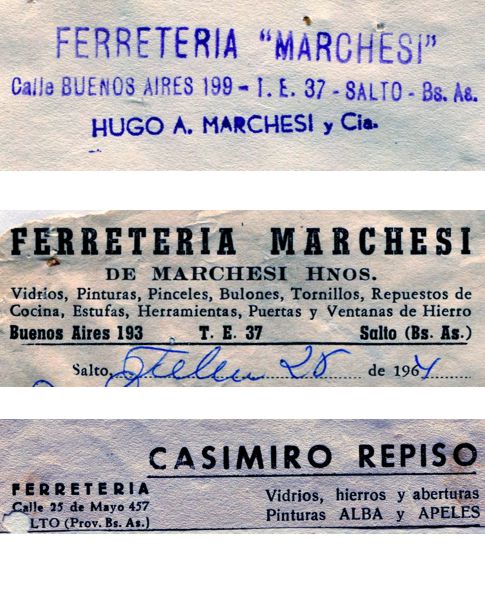 FERRETERIA "MARCHESI"
Calle BUENOS AIRES 199 - T. E. 37 - SALTO - Bs. As.
HUGO A. MARCHESI y Cia.
FERRETERIA MARCHESI
DE MARCHESI HNOS.
Vidrios, Pinturas, Pinceles, Bulones, Tornillos, Repuestos de
Cocina, Estufas, Herramientas, Puertas y Ventanas de Hierro
Buenos Aires 193 T. E. 37 Salto (Bs. As.)
Salto, 28 de 1964
CASIMIRO REPISO
FERRETERIA
Calle 25 de Mayo 457
LTO (Prov. Bs. As.)
Vidrios, hierros y aberturas
Pinturas ALBA y APELES